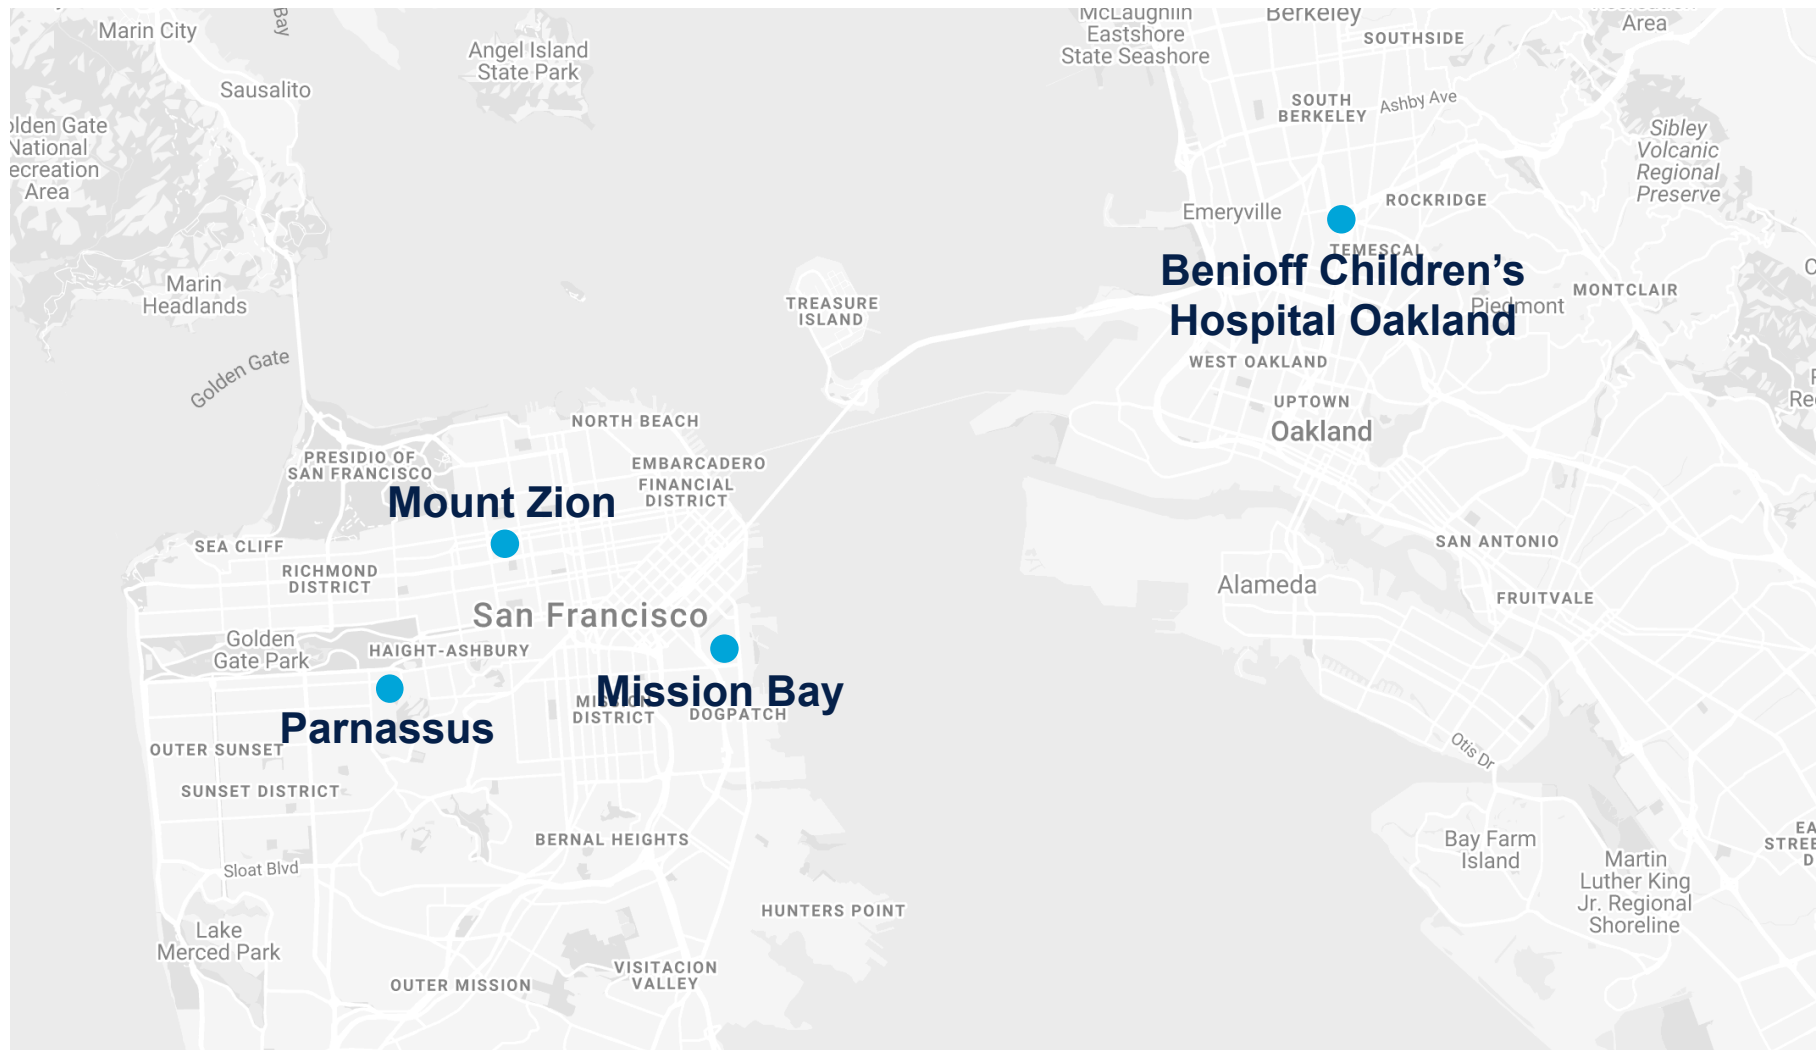 Marin City
Bay
Angel Island
State Park
McLaughlin
Eastshore
State Seashore
Berkeley
SOUTHSIDE
Area
Sausalito
SOUTH
BERKELEY
Ashby Ave
lden Gate
National
ecreation
Area
Sibley
Volcanic
Regional
Preserve
Emeryville
ROCKRIDGE
TEMESCAL
Benioff Children’s
Hospital Oakland
Piedmont
MONTCLAIR
Marin
Headlands
TREASURE
ISLAND
Golden Gate
WEST OAKLAND
UPTOWN
Oakland
NORTH BEACH
PRESIDIO OF
SAN FRANCISCO
EMBARCADERO
FINANCIAL
DISTRICT
Mount Zion
SEA CLIFF
RICHMOND
DISTRICT
San Francisco
SAN ANTONIO
Alameda
FRUITVALE
Golden
Gate Park
HAIGHT-ASHBURY
Mission Bay
MISSION
DISTRICT
DOGPATCH
Parnassus
OUTER SUNSET
SUNSET DISTRICT
Otis Dr
BERNAL HEIGHTS
Sloat Blvd
Bay Farm
Island
Martin
Luther King
Jr. Regional
Shoreline
HUNTERS POINT
Lake
Merced Park
VISITACION
VALLEY
OUTER MISSION